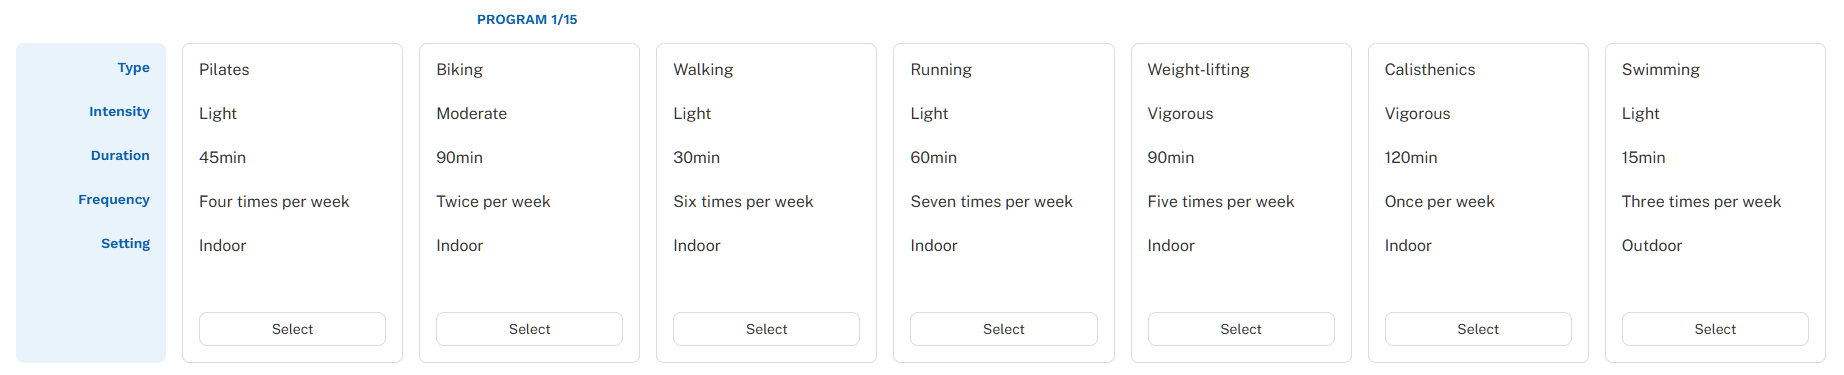 PROGRAM 1/15
Type Pilates Biking Walking Running Weight-lifting Calisthenics Swimming
Intensity Light Moderate Light Light Vigorous Vigorous Light
Duration 45min 90min 30min 60min 90min 120min 15min
Frequency Four times per week Twice per week Six times per week Seven times per week Five times per week Once per week Three times per week
Setting Indoor Indoor Indoor Indoor Indoor Indoor Outdoor
Select Select Select Select Select Select Select